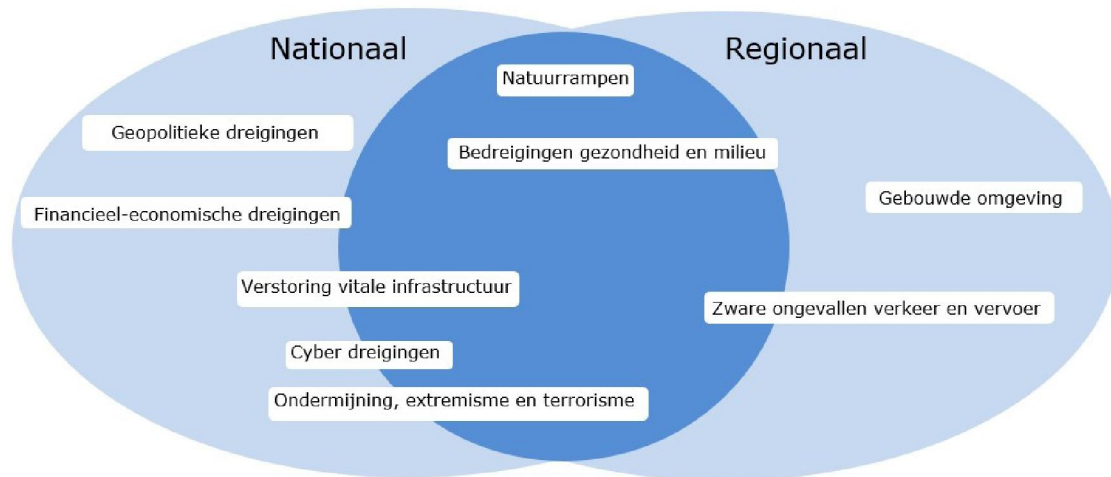 Nationaal
Regionaal
Natuurrampen
Geopolitieke dreigingen
Bedreigingen gezondheid en milieu
Gebouwde omgeving
Financieel-economische dreigingen
Verstoring vitale infrastructuur
Zware ongevallen verkeer en vervoer
Cyber dreigingen
Ondermijning, extremisme en terrorisme